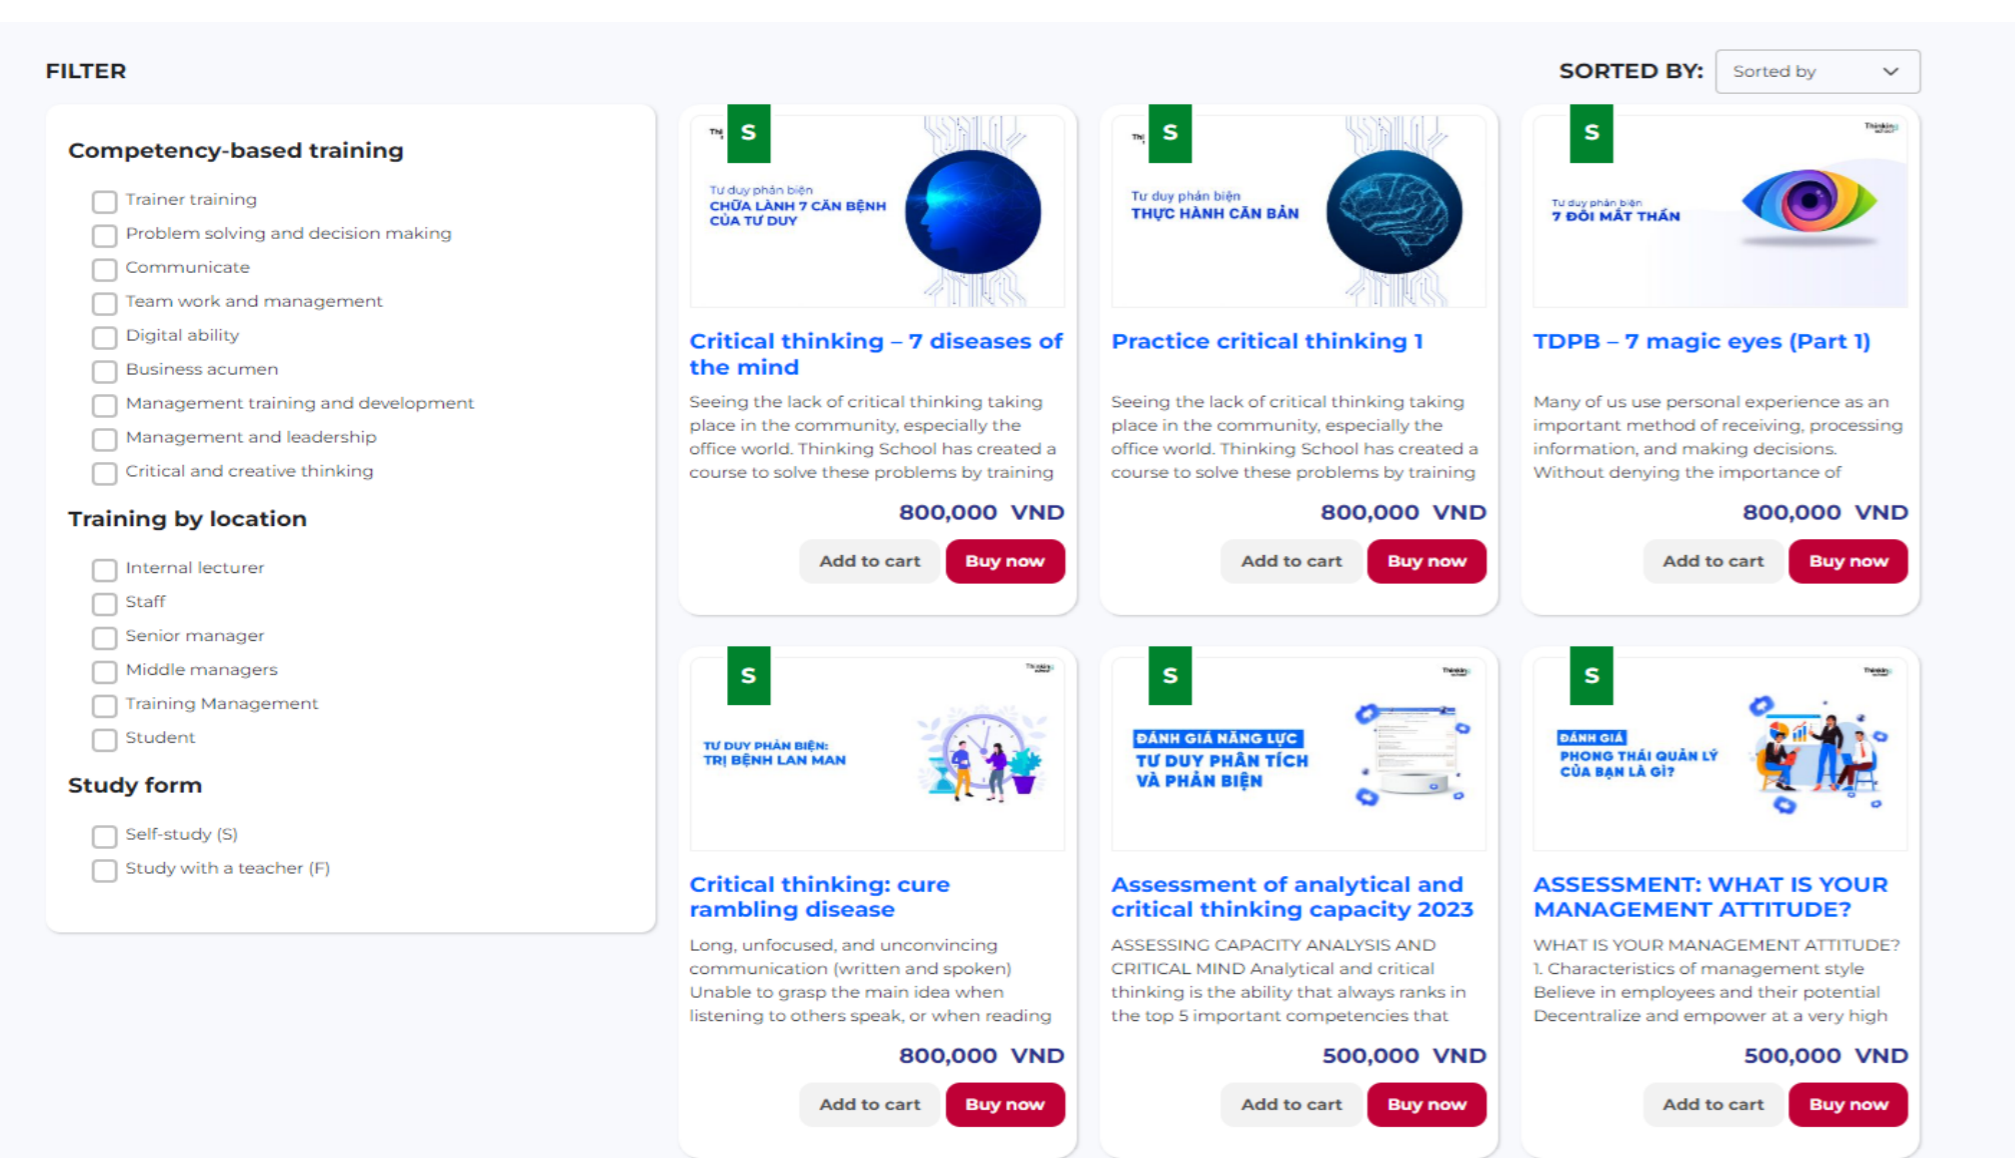 FILTER
SORTED BY:
Sorted by
Competency-based training
Trainer training
Problem solving and decision making
Communicate
Team work and management
Digital ability
Business acumen
Management training and development
Management and leadership
Critical and creative thinking
Training by location
Internal lecturer
Staff
Senior manager
Middle managers
Training Management
Student
Study form
Self-study (S)
Study with a teacher (F)
S
Tư duy phản biện
CHỮA LÀNH 7 CĂN BỆNH
CỦA TƯ DUY
Critical thinking – 7 diseases of
the mind
Seeing the lack of critical thinking taking
place in the community, especially the
office world. Thinking School has created a
course to solve these problems by training
800,000 VND
Add to cart
Buy now
S
Tư duy phản biện
THỰC HÀNH CĂN BẢN
Practice critical thinking 1
Seeing the lack of critical thinking taking
place in the community, especially the
office world. Thinking School has created a
course to solve these problems by training
800,000 VND
Add to cart
Buy now
S
Thinking
Tư duy phản biện
7 ĐÔI MẮT THẦN
TDPB – 7 magic eyes (Part 1)
Many of us use personal experience as an
important method of receiving, processing
information, and making decisions.
Without denying the importance of
800,000 VND
Add to cart
Buy now
S
Thinking
TƯ DUY PHẢN BIỆN:
TRỊ BỆNH LAN MAN
Critical thinking: cure
rambling disease
Long, unfocused, and unconvincing
communication (written and spoken)
Unable to grasp the main idea when
listening to others speak, or when reading
800,000 VND
Add to cart
Buy now
S
Thinking
ĐÁNH GIÁ NĂNG LỰC
TƯ DUY PHÂN TÍCH
VÀ PHẢN BIỆN
Assessment of analytical and
critical thinking capacity 2023
ASSESSING CAPACITY ANALYSIS AND
CRITICAL MIND Analytical and critical
thinking is the ability that always ranks in
the top 5 important competencies that
500,000 VND
Add to cart
Buy now
S
Thinking
ĐÁNH GIÁ
PHONG THÁI QUẢN LÝ
CỦA BẠN LÀ GÌ?
ASSESSMENT: WHAT IS YOUR
MANAGEMENT ATTITUDE?
WHAT IS YOUR MANAGEMENT ATTITUDE?
1. Characteristics of management style
Believe in employees and their potential
Decentralize and empower at a very high
500,000 VND
Add to cart
Buy now